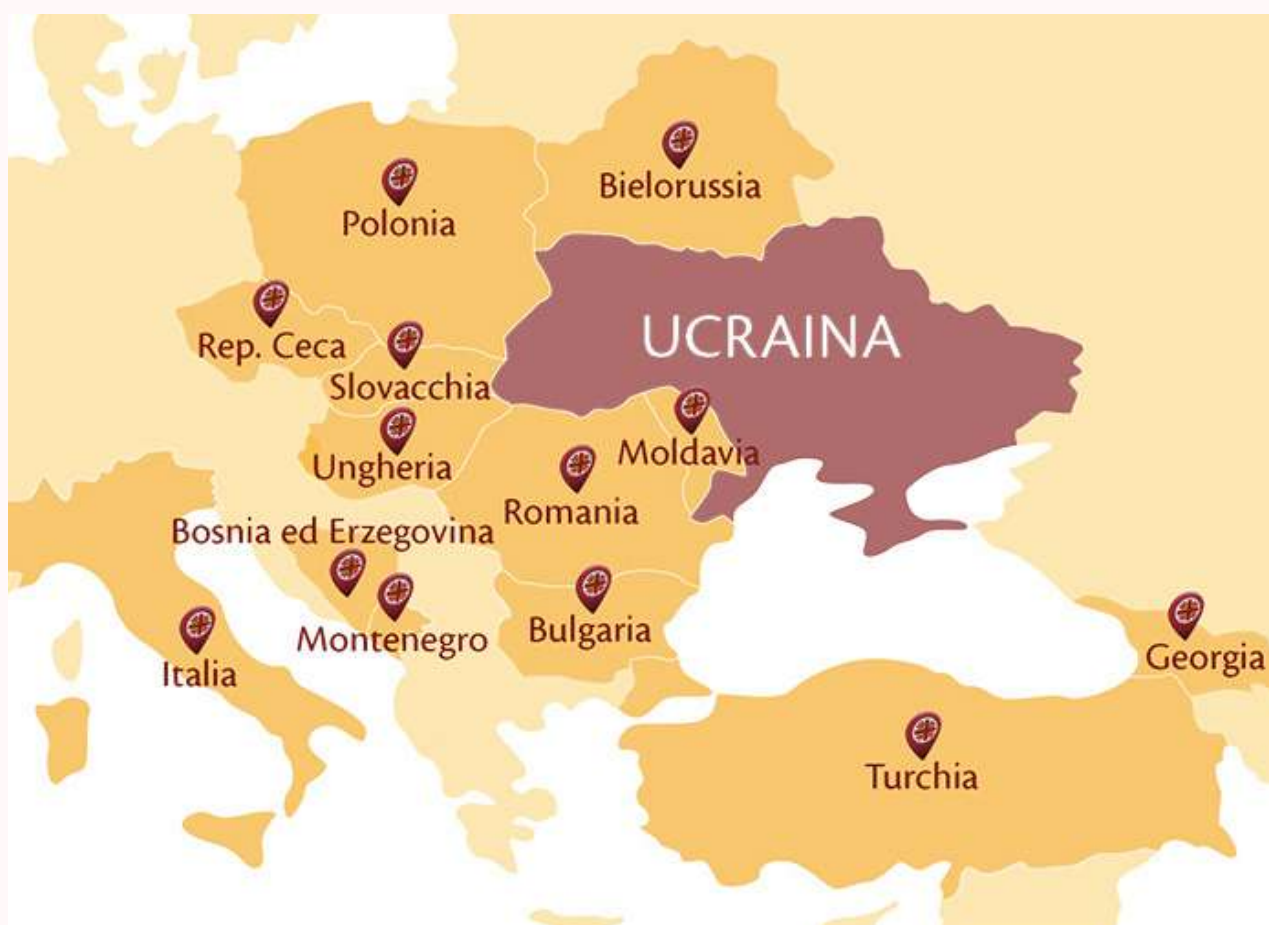 Bielorussia
Polonia
UCRAINA
Rep. Ceca
Slovacchia
Moldavia
Ungheria
Romania
Bosnia ed Erzegovina
Bulgaria
Montenegro
Georgia
Italia
Turchia